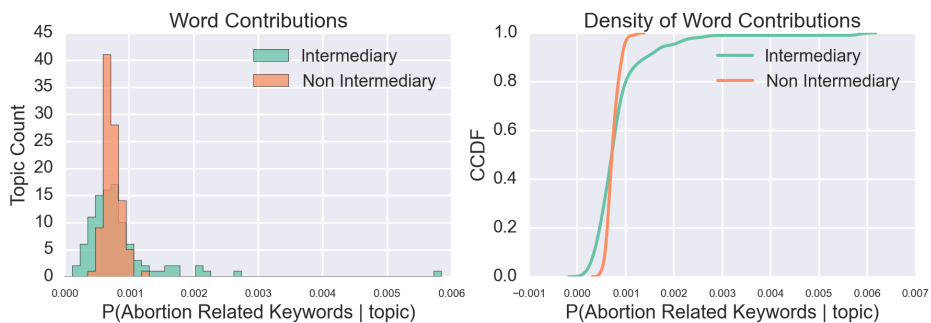 Word Contributions
45
40
35
30
25
20
15
10
5
0
Topic Count
Intermediary
Non Intermediary
0.000 0.001 0.002 0.003 0.004 0.005 0.006
P(Abortion Related Keywords | topic)
Density of Word Contributions
1.0
0.8
0.6
0.4
0.2
0.0
CCDF
Intermediary
Non Intermediary
−0.001 0.000 0.001 0.002 0.003 0.004 0.005 0.006 0.007
P(Abortion Related Keywords | topic)